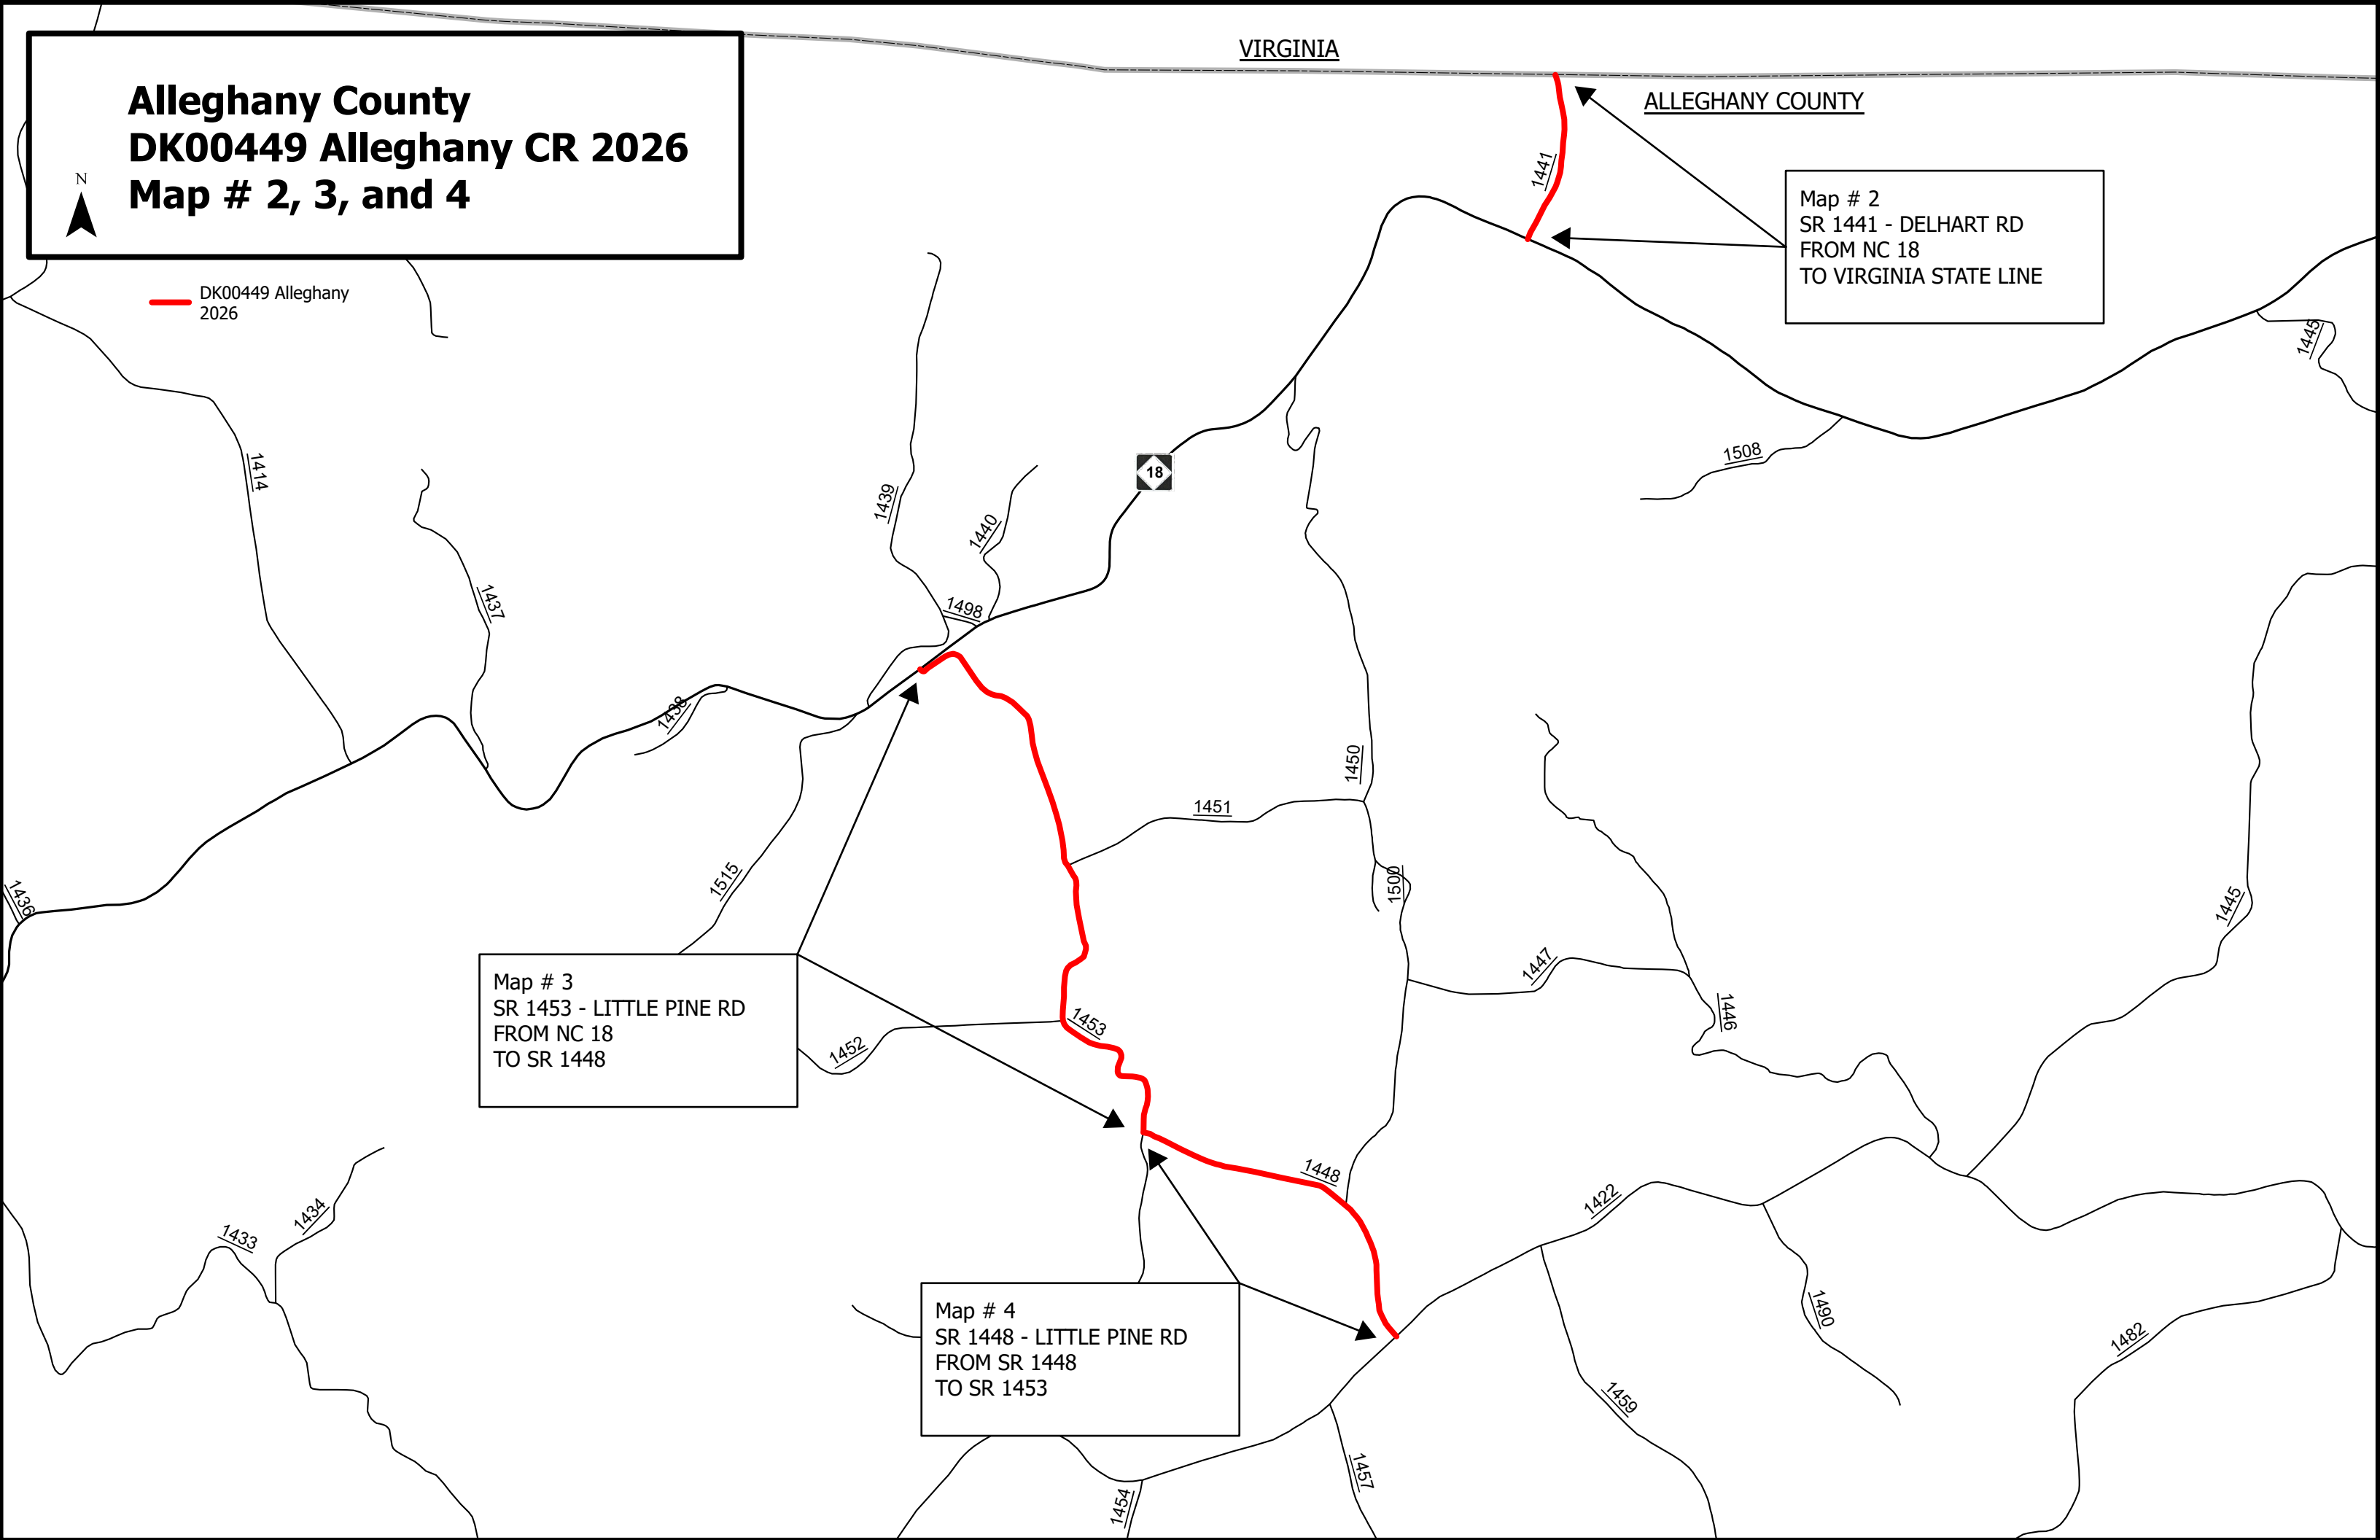 VIRGINIA
ALLEGHANY COUNTY
Alleghany County
DK00449 Alleghany CR 2026
Map # 2, 3, and 4
N
DK00449 Alleghany
2026
1441
Map # 2
SR 1441 - DELHART RD
FROM NC 18
TO VIRGINIA STATE LINE
1445
1414
1439
1440
18
1508
1437
1498
1438
1450
1451
1515
1436
1500
1445
1447
1446
Map # 3
SR 1453 - LITTLE PINE RD
FROM NC 18
TO SR 1448
1453
1452
1448
1422
1434
1433
1490
1482
Map # 4
SR 1448 - LITTLE PINE RD
FROM SR 1448
TO SR 1453
1459
1457
1454